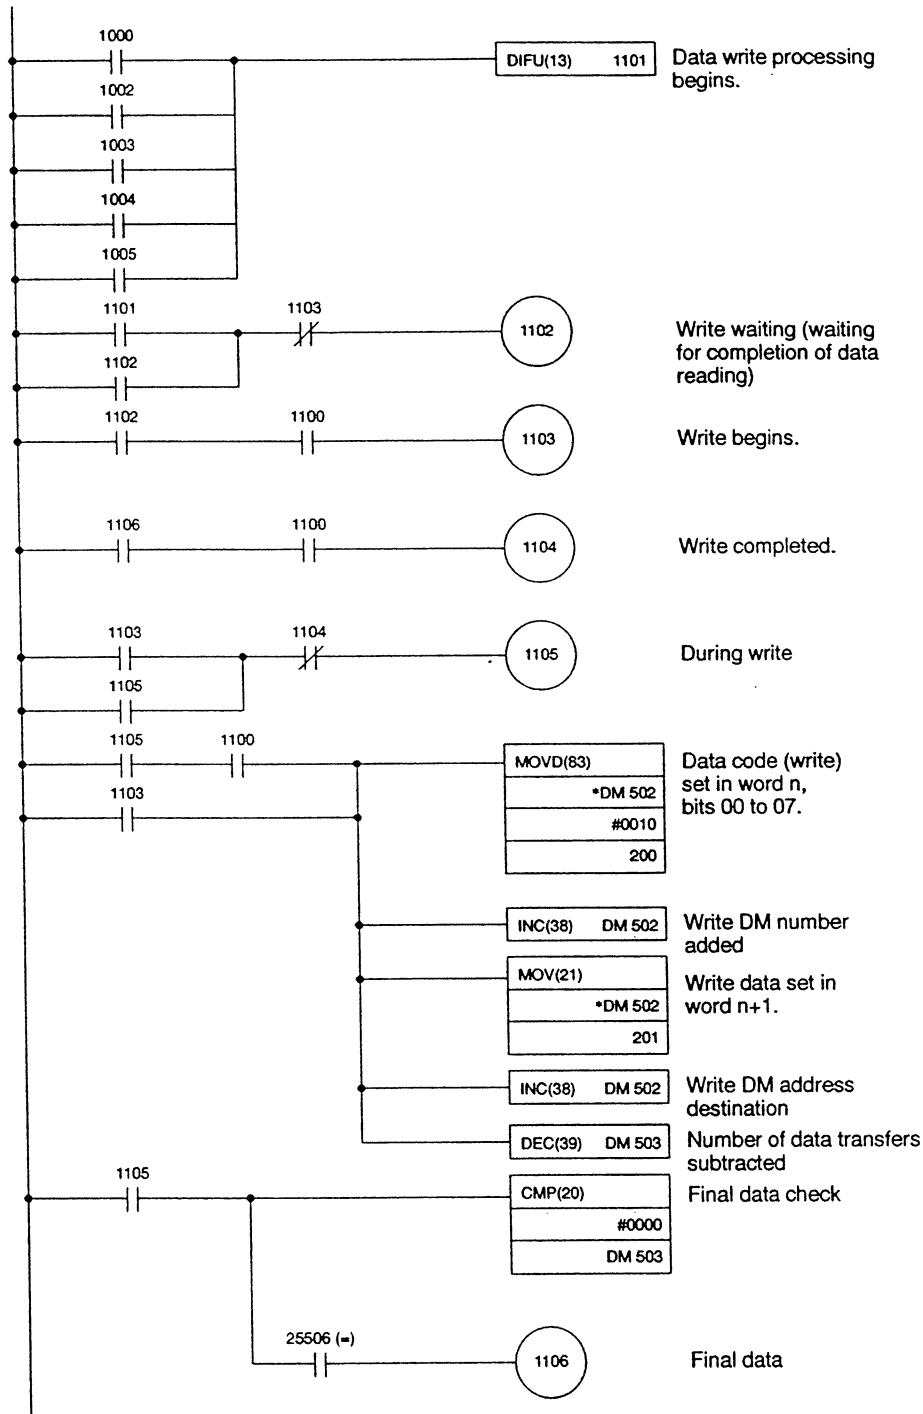 1000
DIFU(13) 1101
Data write processing
begins.
1002
1003
1004
1005
1101
1103
1102
Write waiting (waiting
for completion of data
reading)
1102
1102
1100
1103
Write begins.
1106
1100
1104
Write completed.
1103
1104
1105
During write
1105
1105
1100
MOVD(83)
*DM 502
#0010
200
Data code (write)
set in word n,
bits 00 to 07.
1103
INC(38) DM 502
Write DM number
added
MOV(21)
*DM 502
201
Write data set in
word n+1.
INC(38) DM 502
Write DM address
destination
DEC(39) DM 503
Number of data transfers
subtracted
1105
CMP(20)
#0000
DM 503
Final data check
25506 (=)
1106
Final data